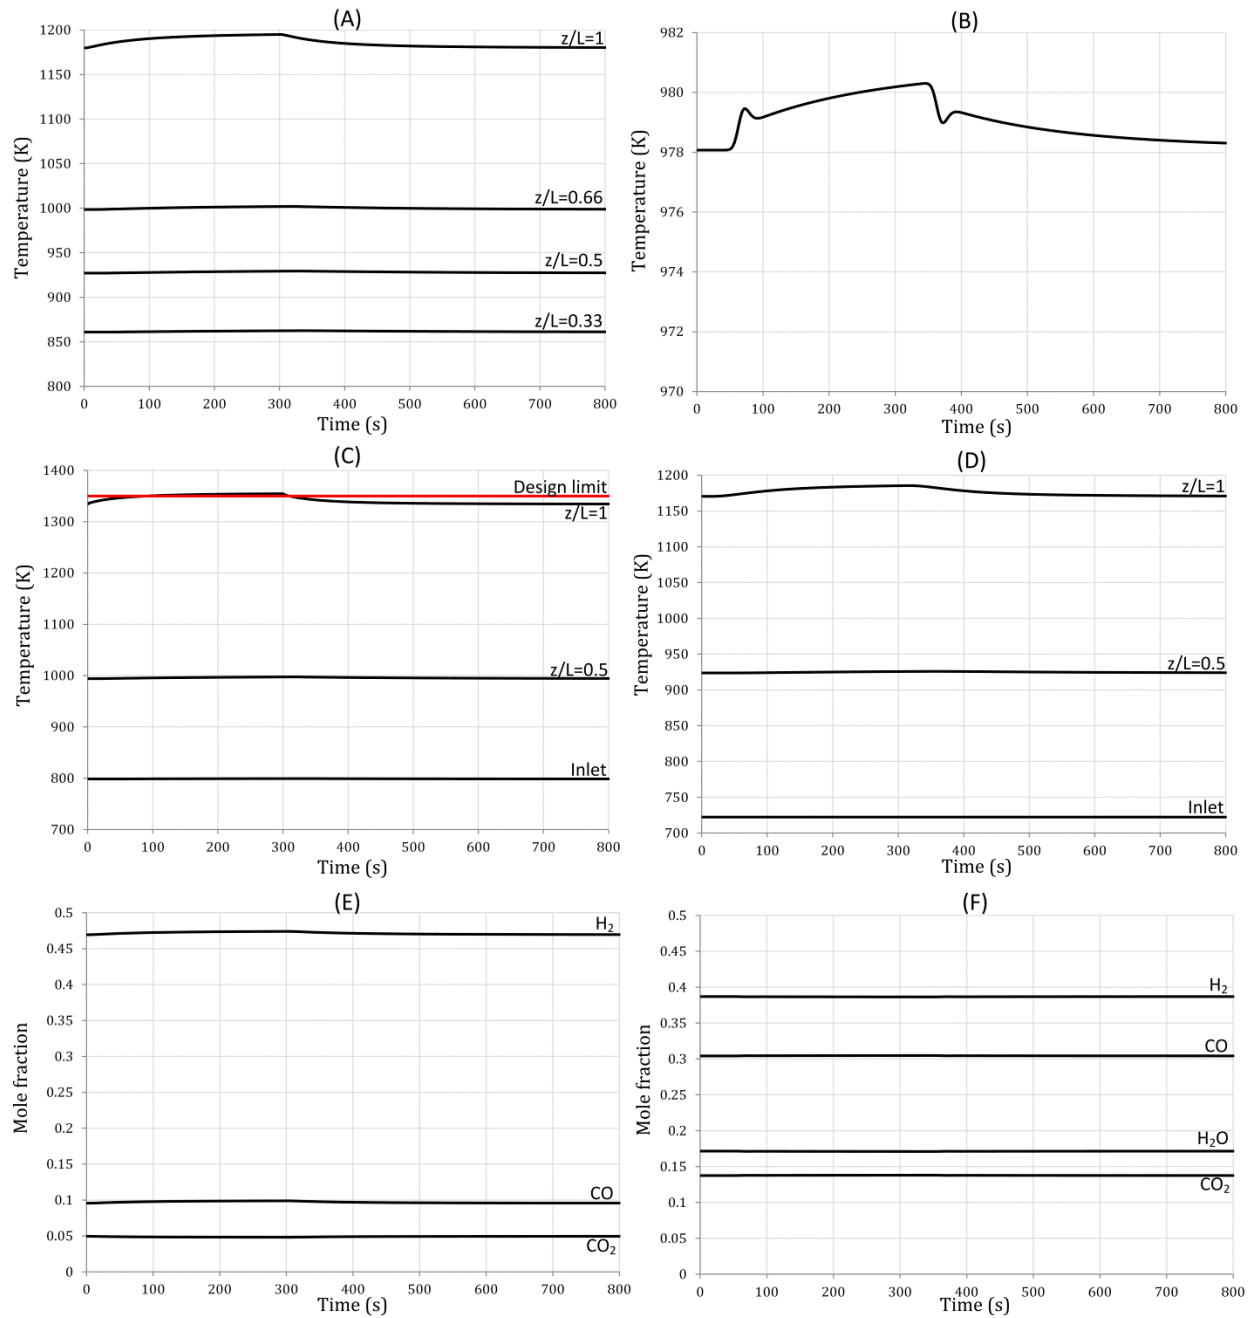 (A)
1200
1150
1100
1050
1000
950
900
850
800
Temperature (K)
z/L=1
z/L=0.66
z/L=0.5
z/L=0.33
0 100 200 300 400 500 600 700 800
Time (s)
(B)
982
980
978
976
974
972
970
Temperature (K)
0 100 200 300 400 500 600 700 800
Time (s)
(C)
1400
1300
1200
1100
1000
900
800
700
Temperature (K)
Design limit
z/L=1
z/L=0.5
Inlet
0 100 200 300 400 500 600 700 800
Time (s)
(D)
1200
1150
1100
1050
1000
950
900
850
800
750
700
Temperature (K)
z/L=1
z/L=0.5
Inlet
0 100 200 300 400 500 600 700 800
Time (s)
(E)
0.5
0.45
0.4
0.35
0.3
0.25
0.2
0.15
0.1
0.05
0
Mole fraction
H₂
CO
CO₂
0 100 200 300 400 500 600 700 800
Time (s)
(F)
0.5
0.45
0.4
0.35
0.3
0.25
0.2
0.15
0.1
0.05
0
Mole fraction
H₂
CO
H₂O
CO₂
0 100 200 300 400 500 600 700 800
Time (s)